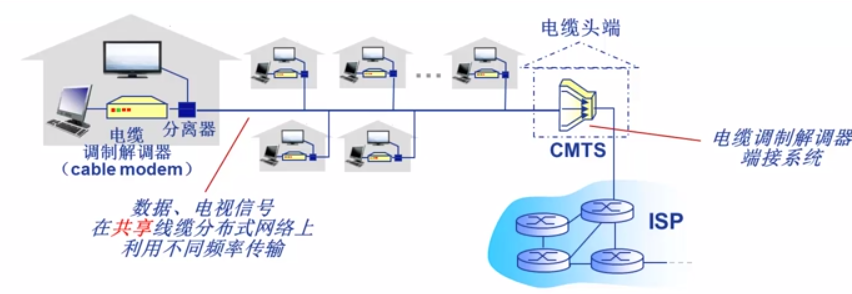 电缆头端
电缆
调制解调器
（cable modem）
分离器
CMTS
电缆调制解调器
端接系统
数据、电视信号
在共享线缆分布式网络上
利用不同频率传输
ISP